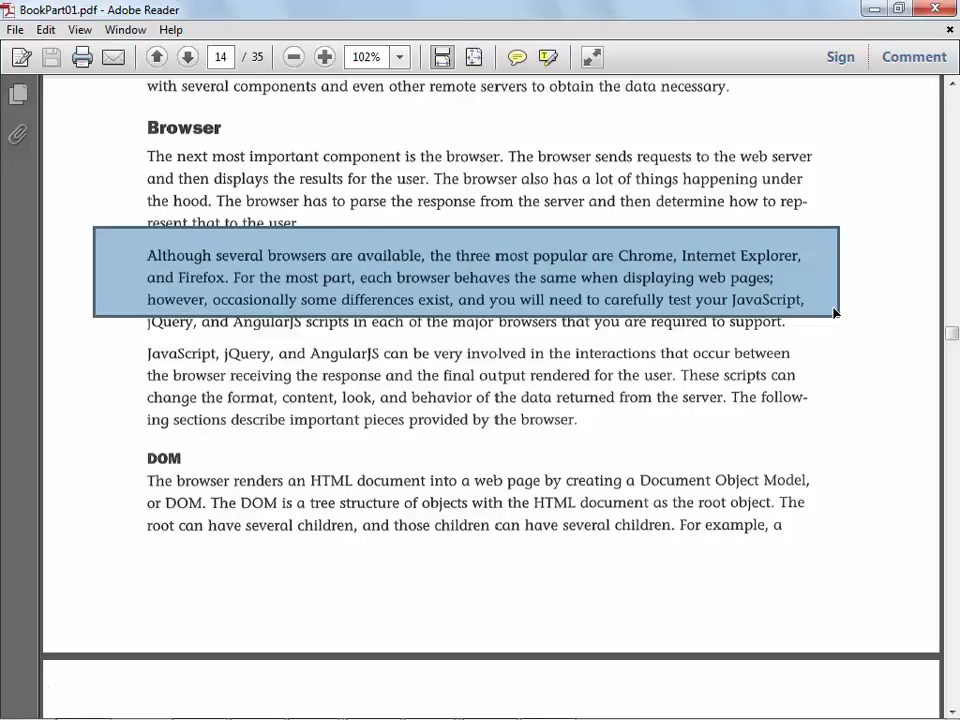 BookPart01.pdf - Adobe Reader
File Edit View Window Help
14 / 35 102% Sign Comment
with several components and even other remote servers to obtain the data necessary.
Browser
The next most important component is the browser. The browser sends requests to the web server
and then displays the results for the user. The browser also has a lot of things happening under
the hood. The browser has to parse the response from the server and then determine how to rep-
resent that to the user.
Although several browsers are available, the three most popular are Chrome, Internet Explorer,
and Firefox. For the most part, each browser behaves the same when displaying web pages;
however, occasionally some differences exist, and you will need to carefully test your JavaScript,
jQuery, and AngularJS scripts in each of the major browsers that you are required to support.
JavaScript, jQuery, and AngularJS can be very involved in the interactions that occur between
the browser receiving the response and the final output rendered for the user. These scripts can
change the format, content, look, and behavior of the data returned from the server. The follow-
ing sections describe important pieces provided by the browser.
DOM
The browser renders an HTML document into a web page by creating a Document Object Model,
or DOM. The DOM is a tree structure of objects with the HTML document as the root object. The
root can have several children, and those children can have several children. For example, a